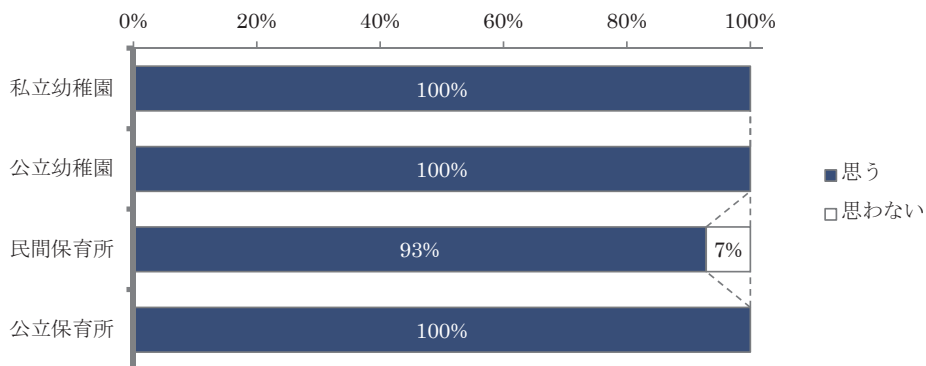 0% 20% 40% 60% 80% 100%
私立幼稚園 100%
公立幼稚園 100%
思う
思わない
民間保育所 93% 7%
公立保育所 100%